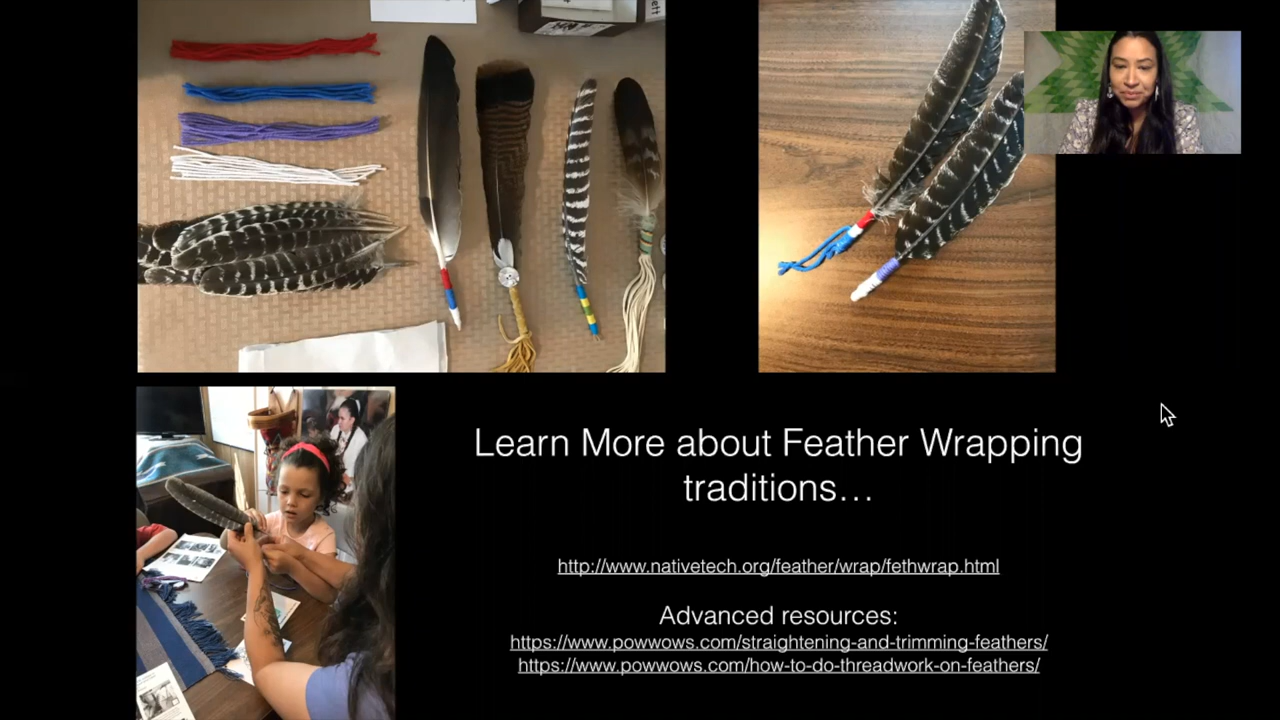 Learn More about Feather Wrapping
traditions…
http://www.nativetech.org/feather/wrap/fethwrap.html
Advanced resources:
https://www.powwows.com/straightening-and-trimming-feathers/
https://www.powwows.com/how-to-do-threadwork-on-feathers/